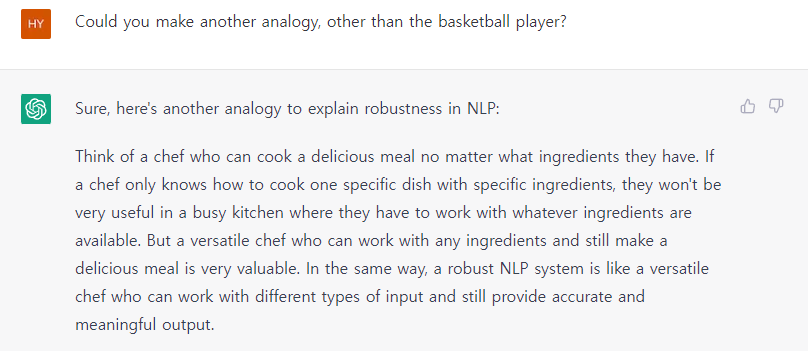 HY
Could you make another analogy, other than the basketball player?
Sure, here's another analogy to explain robustness in NLP:
Think of a chef who can cook a delicious meal no matter what ingredients they have. If
a chef only knows how to cook one specific dish with specific ingredients, they won't be
very useful in a busy kitchen where they have to work with whatever ingredients are
available. But a versatile chef who can work with any ingredients and still make a
delicious meal is very valuable. In the same way, a robust NLP system is like a versatile
chef who can work with different types of input and still provide accurate and
meaningful output.